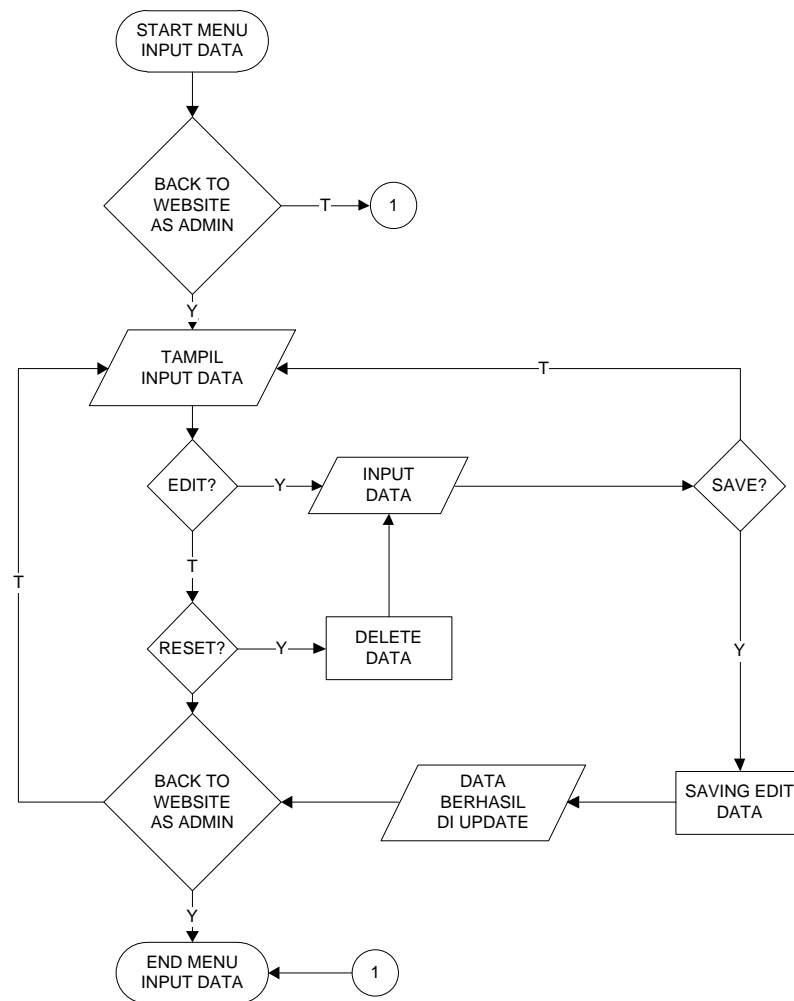 START MENU
INPUT DATA
BACK TO
WEBSITE
AS ADMIN
T
1
Y
TAMPIL
INPUT DATA
T
EDIT?
Y
INPUT
DATA
SAVE?
T
T
RESET?
Y
DELETE
DATA
Y
BACK TO
WEBSITE
AS ADMIN
DATA
BERHASIL
DI UPDATE
SAVING EDIT
DATA
Y
END MENU
INPUT DATA
1